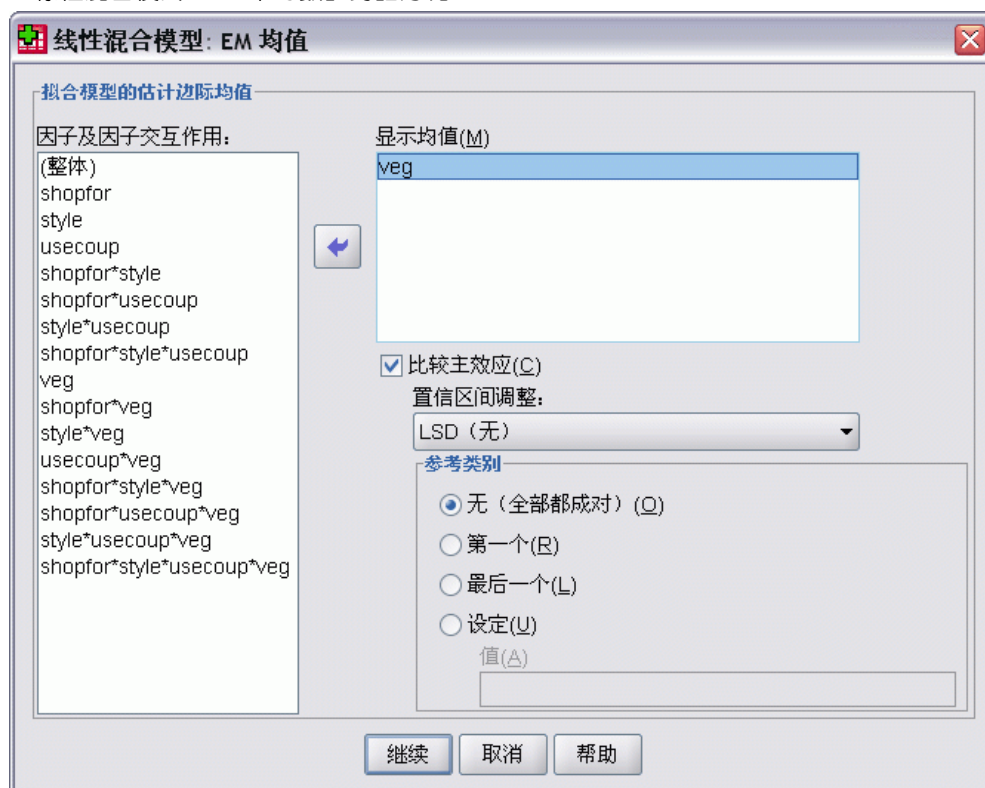 线性混合模型: EM 均值
拟合模型的估计边际均值
因子及因子交互作用:
(整体)
shopfor
style
usecoup
shopfor*style
shopfor*usecoup
style*usecoup
shopfor*style*usecoup
veg
shopfor*veg
style*veg
usecoup*veg
shopfor*style*veg
shopfor*usecoup*veg
style*usecoup*veg
shopfor*style*usecoup*veg
显示均值(M)
veg
比较主效应(C)
置信区间调整:
LSD（无）
参考类别
无（全部都成对）(O)
第一个(R)
最后一个(L)
设定(U)
值(A)
继续
取消
帮助